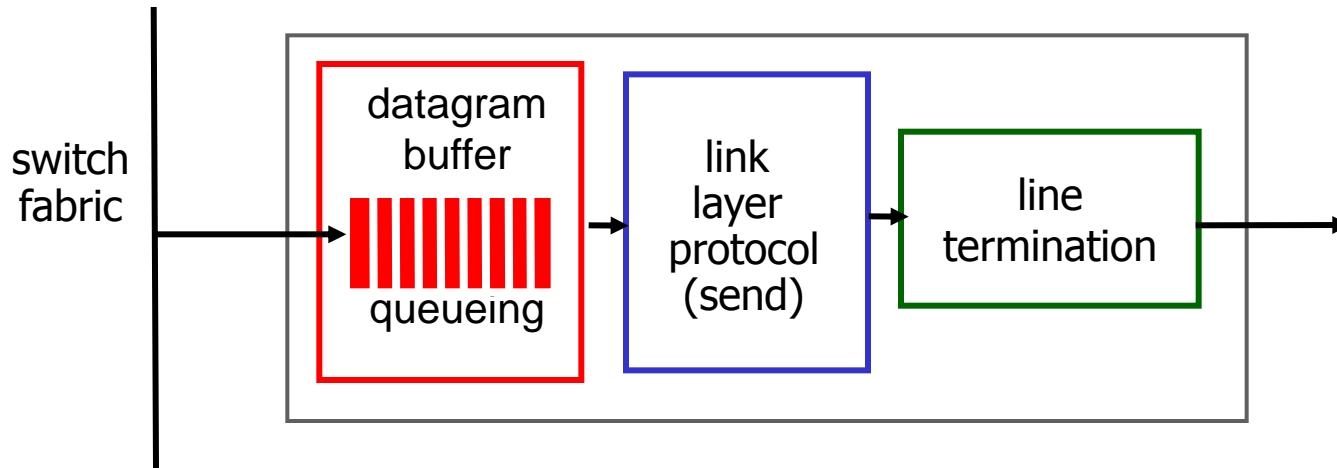 switch
fabric
datagram
buffer
queueing
link
layer
protocol
(send)
line
termination